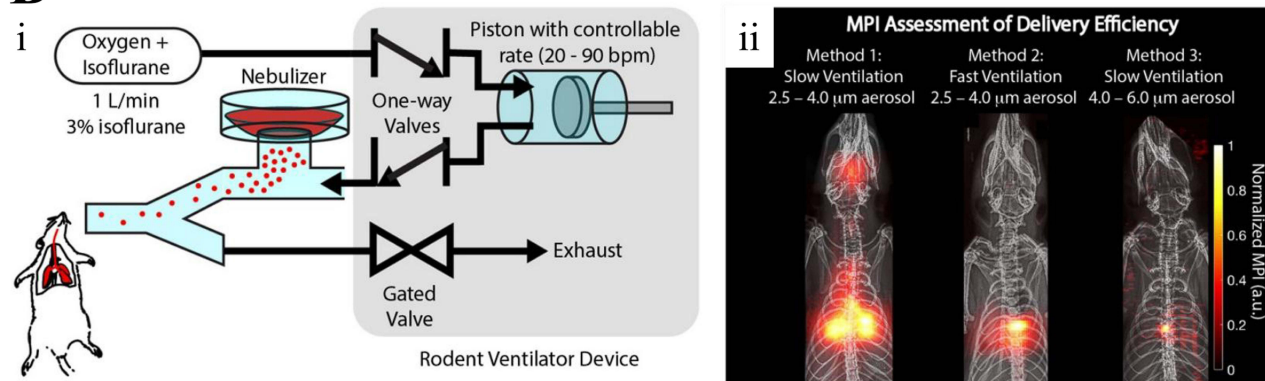 i
Oxygen +
Isoflurane
1 L/min
3% isoflurane
Nebulizer
One-way
Valves
Piston with controllable
rate (20 - 90 bpm)
Exhaust
Gated
Valve
Rodent Ventilator Device
ii
MPI Assessment of Delivery Efficiency
Method 1:
Slow Ventilation
2.5 – 4.0 μm aerosol
Method 2:
Fast Ventilation
2.5 – 4.0 μm aerosol
Method 3:
Slow Ventilation
4.0 – 6.0 μm aerosol
1
0.8
0.6
0.4
0.2
0
Normalized MPI (a.u.)